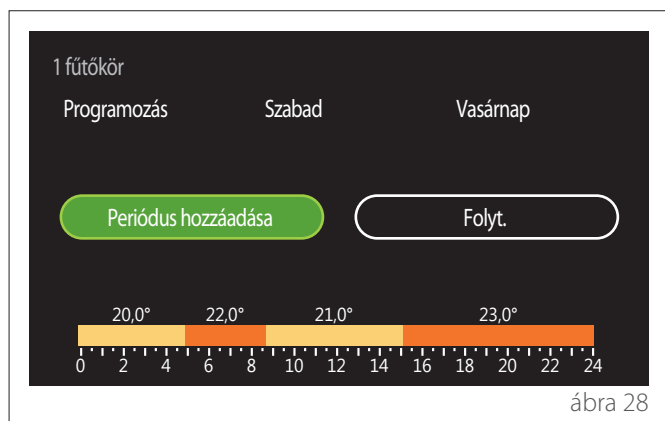 1 fűtőkör
Programozás Szabad Vasárnap
Periódus hozzáadása Folyt.
20,0° 22,0° 21,0° 23,0°
0 2 4 6 8 10 12 14 16 18 20 22 24
ábra 28